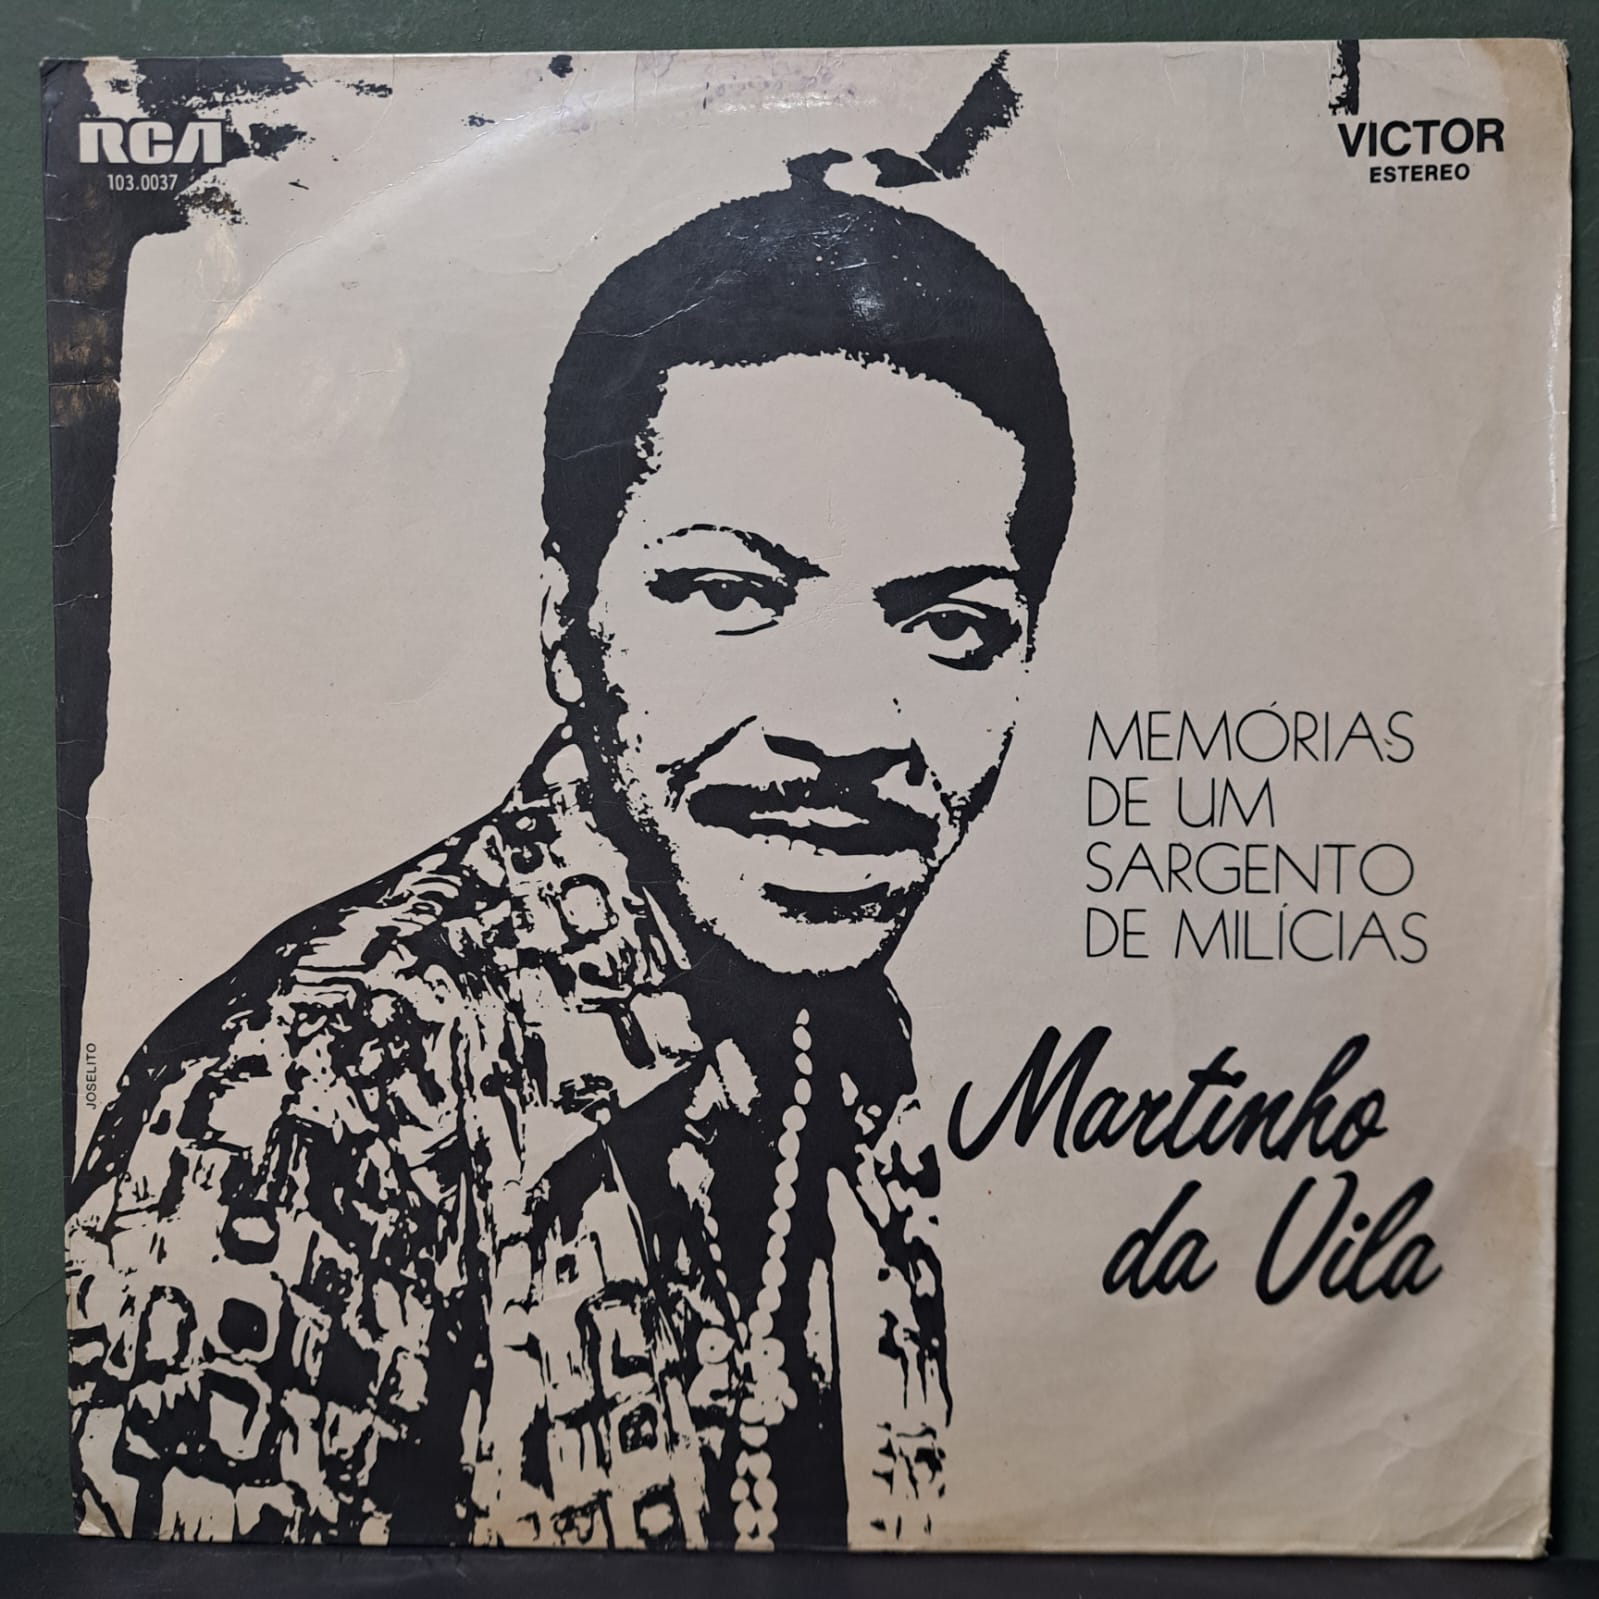 RCA
103.0037
VICTOR
ESTEREO
MEMÓRIAS
DE UM
SARGENTO
DE MILÍCIAS
Martinho
da Vila
JOSELITO